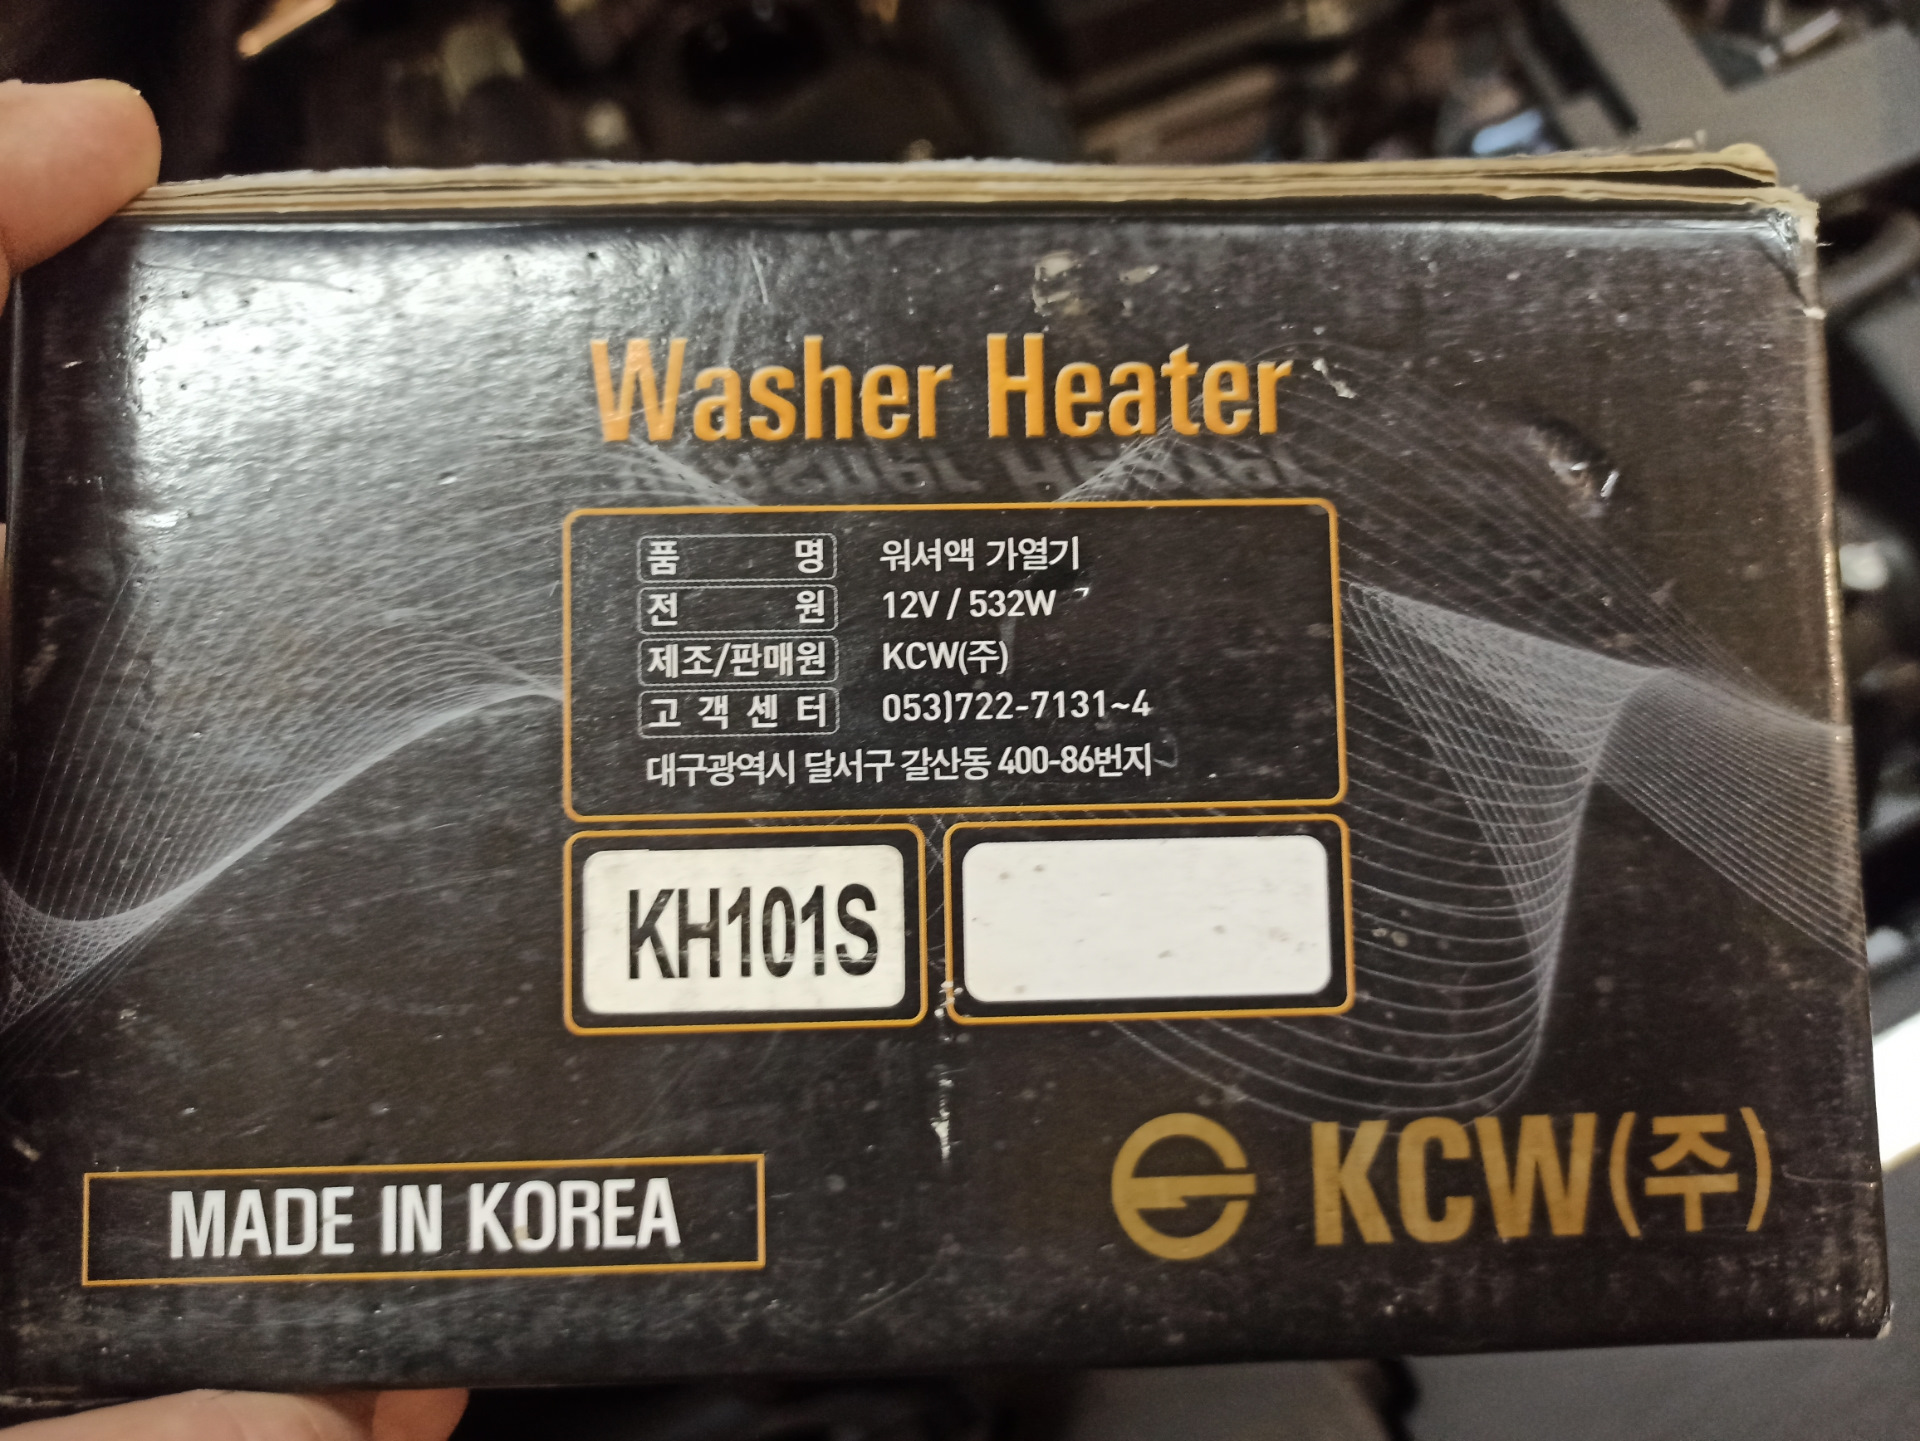 Washer Heater
품 명 워셔액 가열기
전 원 12V / 532W
제조/판매원 KCW(주)
고객센터 053)722-7131~4
대구광역시 달서구 갈산동 400-86번지
KH101S
MADE IN KOREA
KCW(주)